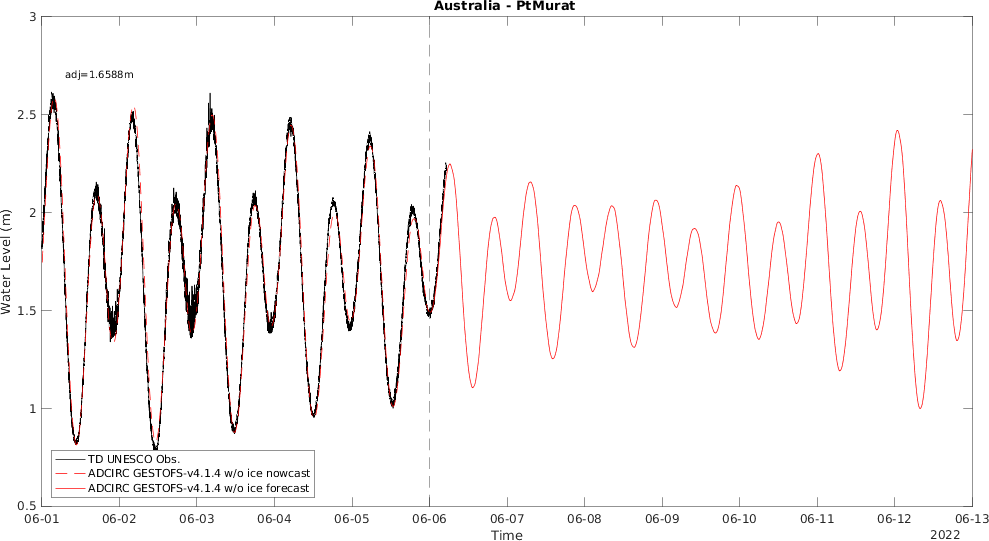 Australia - PtMurat
adj=1.6588m
3
2.5
2
1.5
1
0.5
Water Level (m)
TD UNESCO Obs.
ADCIRC GESTOFS-v4.1.4 w/o ice nowcast
ADCIRC GESTOFS-v4.1.4 w/o ice forecast
06-01 06-02 06-03 06-04 06-05 06-06 06-07 06-08 06-09 06-10 06-11 06-12 06-13
Time
2022